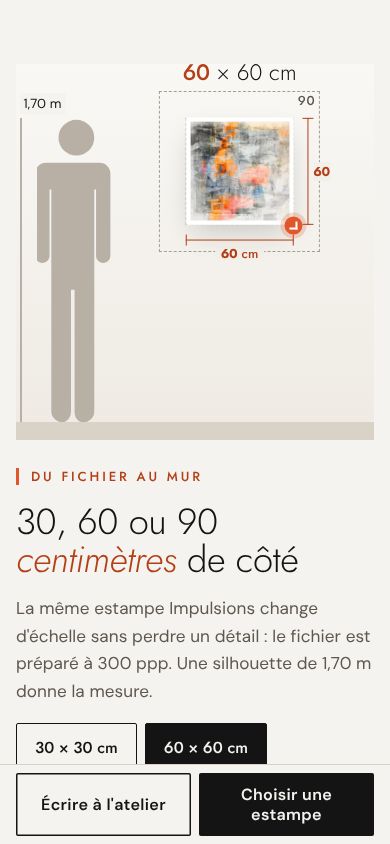 60 × 60 cm
1,70 m
90
60
60 cm
DU FICHIER AU MUR
30, 60 ou 90
centimètres de côté
La même estampe Impulsions change
d'échelle sans perdre un détail : le fichier est
préparé à 300 ppp. Une silhouette de 1,70 m
donne la mesure.
30 × 30 cm
60 × 60 cm
Écrire à l'atelier
Choisir une
estampe